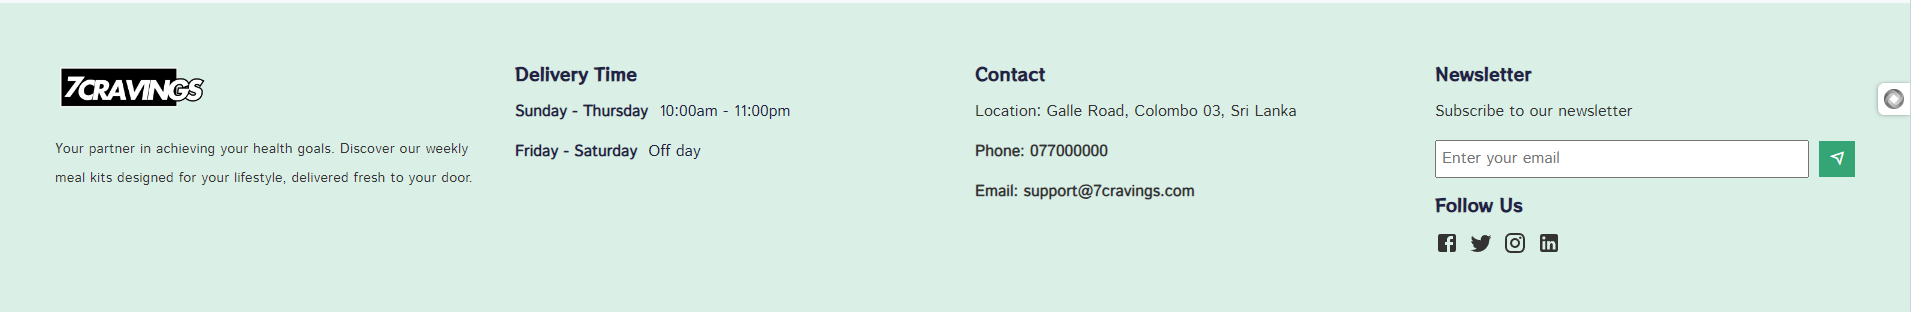 7CRAVINGS
Your partner in achieving your health goals. Discover our weekly
meal kits designed for your lifestyle, delivered fresh to your door.
Delivery Time
Sunday - Thursday 10:00am - 11:00pm
Friday - Saturday Off day
Contact
Location: Galle Road, Colombo 03, Sri Lanka
Phone: 077000000
Email: support@7cravings.com
Newsletter
Subscribe to our newsletter
Enter your email
Follow Us